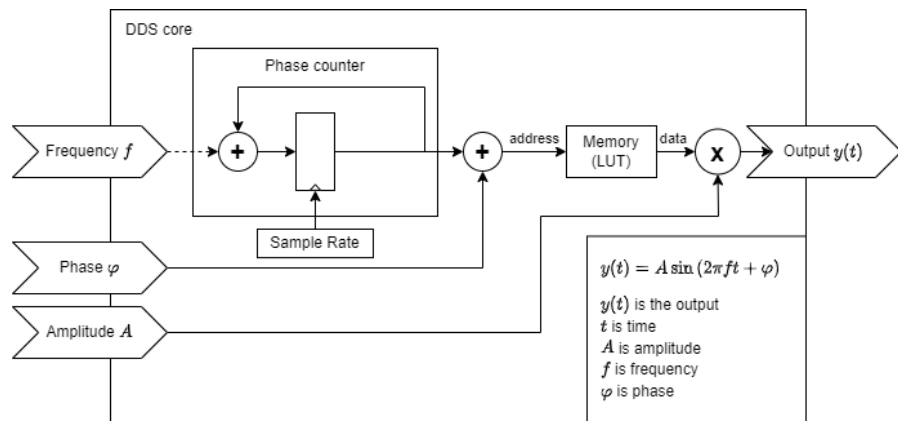 DDS core
Phase counter
Frequency f
+
+
address
Memory
(LUT)
data
X
Output y(t)
Sample Rate
Phase φ
Amplitude A
y(t) = A sin (2πft + φ)
y(t) is the output
t is time
A is amplitude
f is frequency
φ is phase